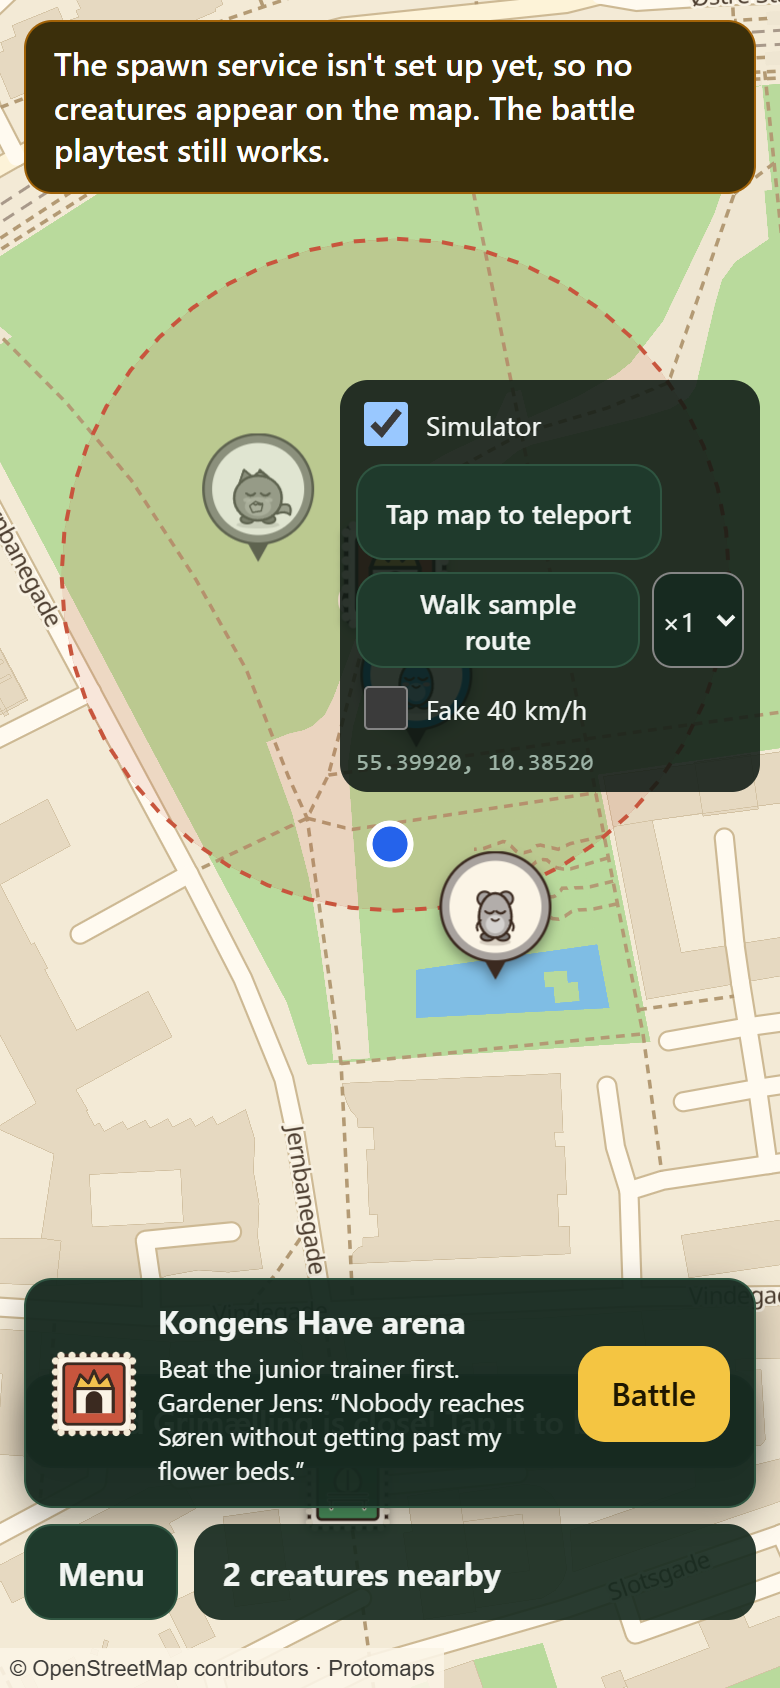 The spawn service isn't set up yet, so no
creatures appear on the map. The battle
playtest still works.
Simulator
Tap map to teleport
Walk sample
route
×1
Fake 40 km/h
55.39920, 10.38520
Jernbanegade
Kongens Have arena
Beat the junior trainer first.
Gardener Jens: “Nobody reaches
Søren without getting past my
flower beds.”
Battle
Menu
2 creatures nearby
Slotsgade
© OpenStreetMap contributors · Protomaps